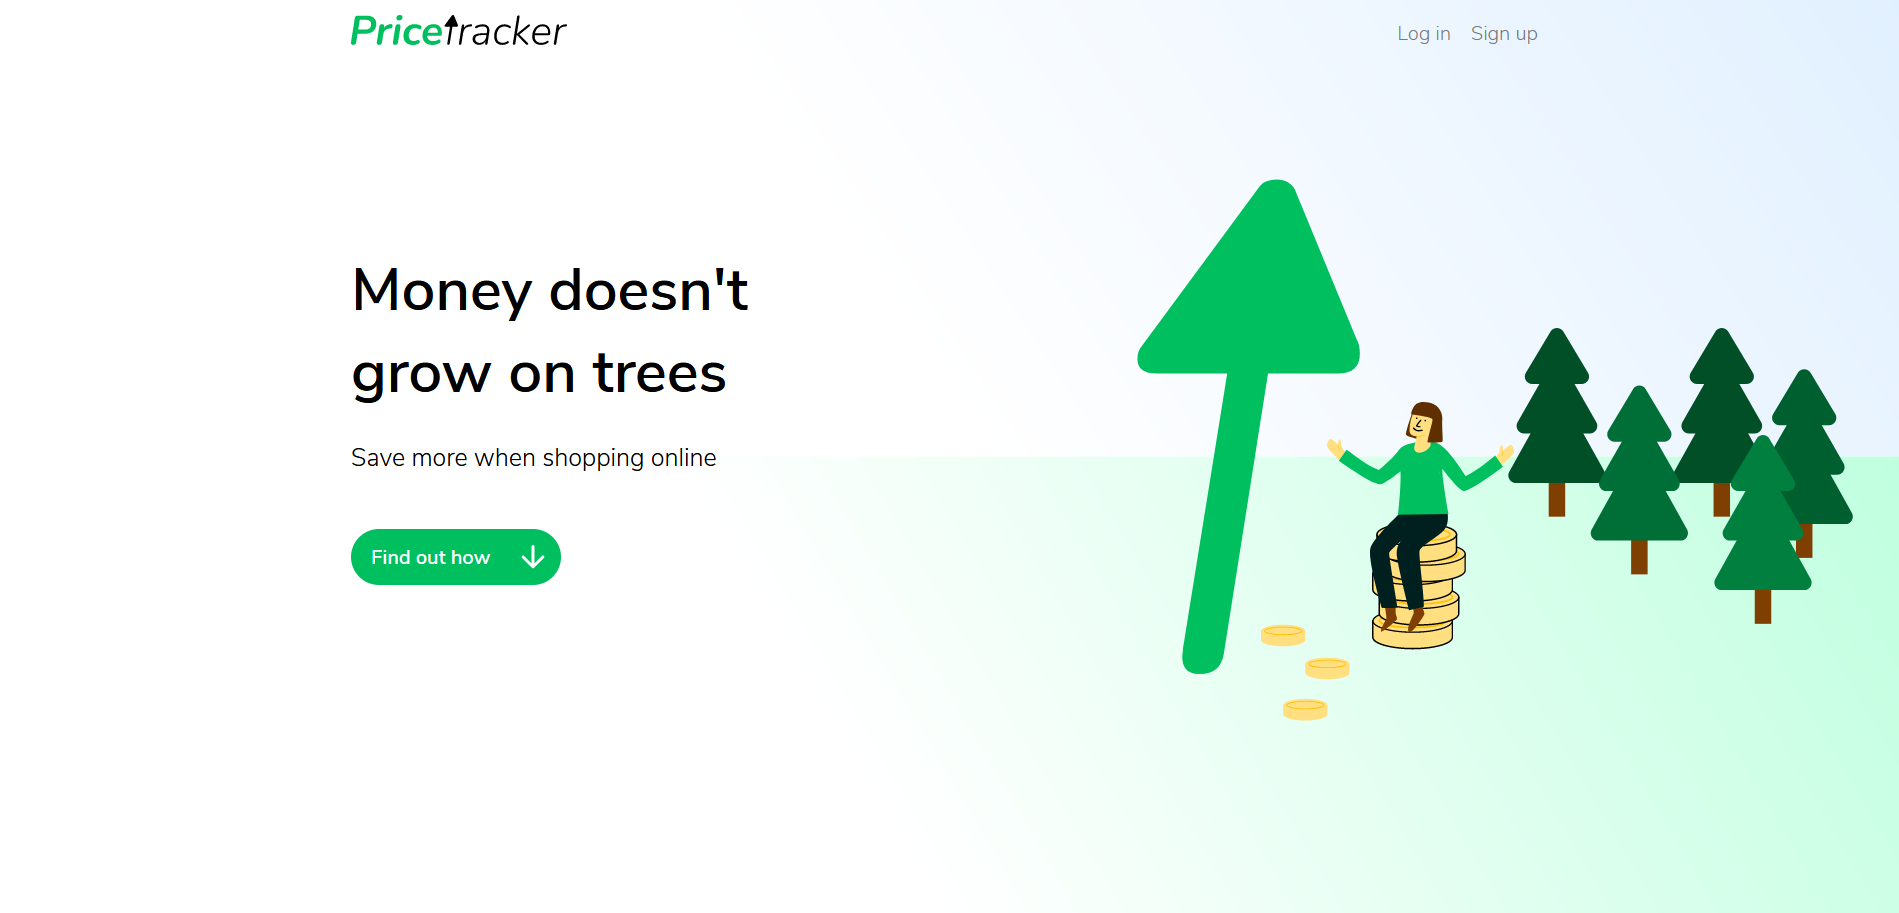 Pricetracker
Log in
Sign up
Money doesn't
grow on trees
Save more when shopping online
Find out how